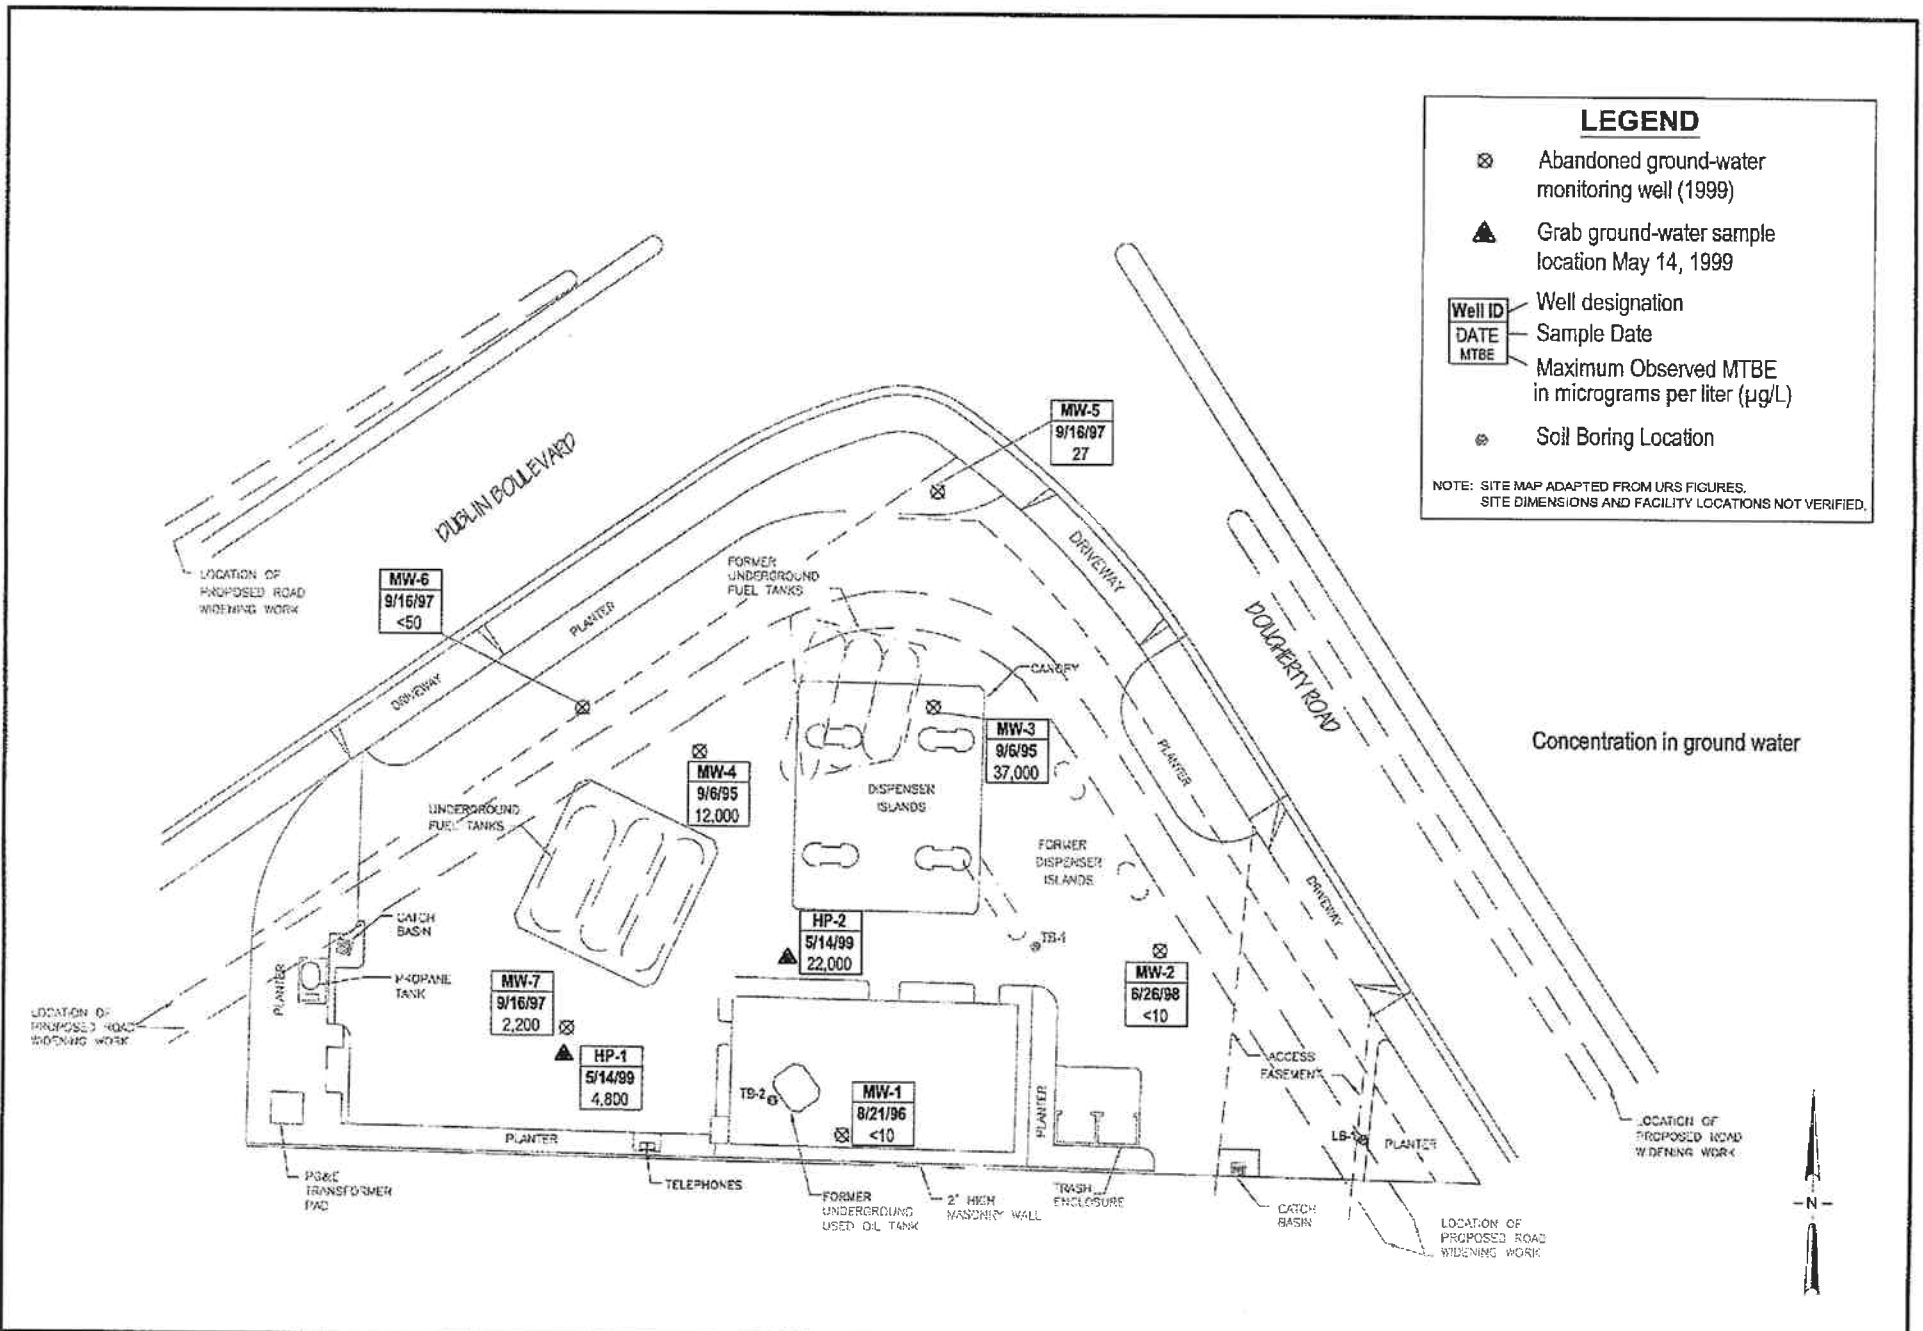 LEGEND
Abandoned ground-water
monitoring well (1999)
Grab ground-water sample
location May 14, 1999
Well ID
DATE
MTBE
Well designation
Sample Date
Maximum Observed MTBE
in micrograms per liter (µg/L)
Soil Boring Location
NOTE: SITE MAP ADAPTED FROM URS FIGURES.
SITE DIMENSIONS AND FACILITY LOCATIONS NOT VERIFIED.
DUBLIN BOULEVARD
MW-5
9/16/97
27
DRIVEWAY
LOCATION OF
PROPOSED ROAD
WIDENING WORK
MW-6
9/16/97
<50
PLANTER
FORMER
UNDERGROUND
FUEL TANKS
DOUGHERTY ROAD
DRIVEWAY
CANOPY
MW-3
9/6/95
37,000
PLANTER
Concentration in ground water
MW-4
9/6/95
12,000
DISPENSER
ISLANDS
UNDERGROUND
FUEL TANKS
FORMER
DISPENSER
ISLANDS
DRIVEWAY
CATCH
BASIN
HP-2
5/14/99
22,000
TB-1
MW-2
6/26/98
<10
PLANTER
PROPANE
TANK
MW-7
9/16/97
2,200
LOCATION OF
PROPOSED ROAD
WIDENING WORK
HP-1
5/14/99
4,800
ACCESS
EASEMENT
TB-2
MW-1
8/21/96
<10
PLANTER
LB-1
PLANTER
LOCATION OF
PROPOSED ROAD
WIDENING WORK
PLANTER
PG&E
TRANSFORMER
PAD
TELEPHONES
FORMER
UNDERGROUND
USED OIL TANK
2' HIGH
MASONRY WALL
TRASH
ENCLOSURE
CATCH
BASIN
LOCATION OF
PROPOSED ROAD
WIDENING WORK
N